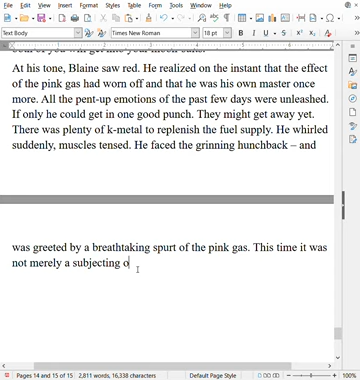 File Edit View Insert Format Styles Table Form Tools Window Help
Text Body Times New Roman 18 pt
At his tone, Blaine saw red. He realized on the instant that the effect
of the pink gas had worn off and that he was his own master once
more. All the pent-up emotions of the past few days were unleashed.
If only he could get in one good punch. They might get away yet.
There was plenty of k-metal to replenish the fuel supply. He whirled
suddenly, muscles tensed. He faced the grinning hunchback – and
was greeted by a breathtaking spurt of the pink gas. This time it was
not merely a subjecting o
Pages 14 and 15 of 15 2,811 words, 16,338 characters Default Page Style 100%